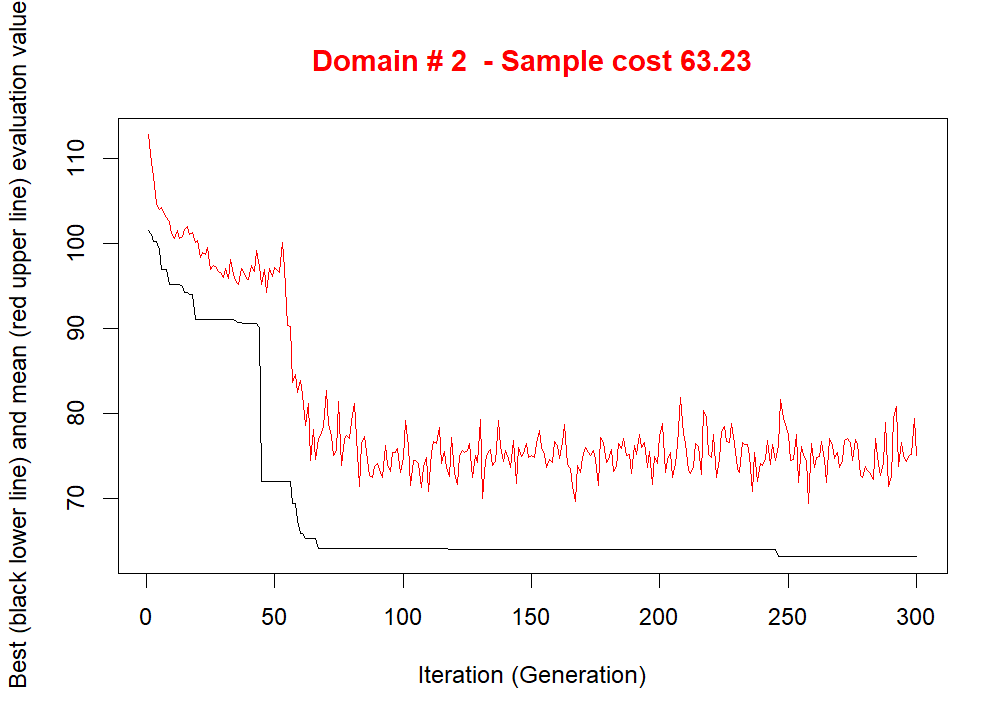 Domain # 2  - Sample cost 63.23
Best (black lower line) and mean (red upper line) evaluation value
110
100
90
80
70
0 50 100 150 200 250 300
Iteration (Generation)